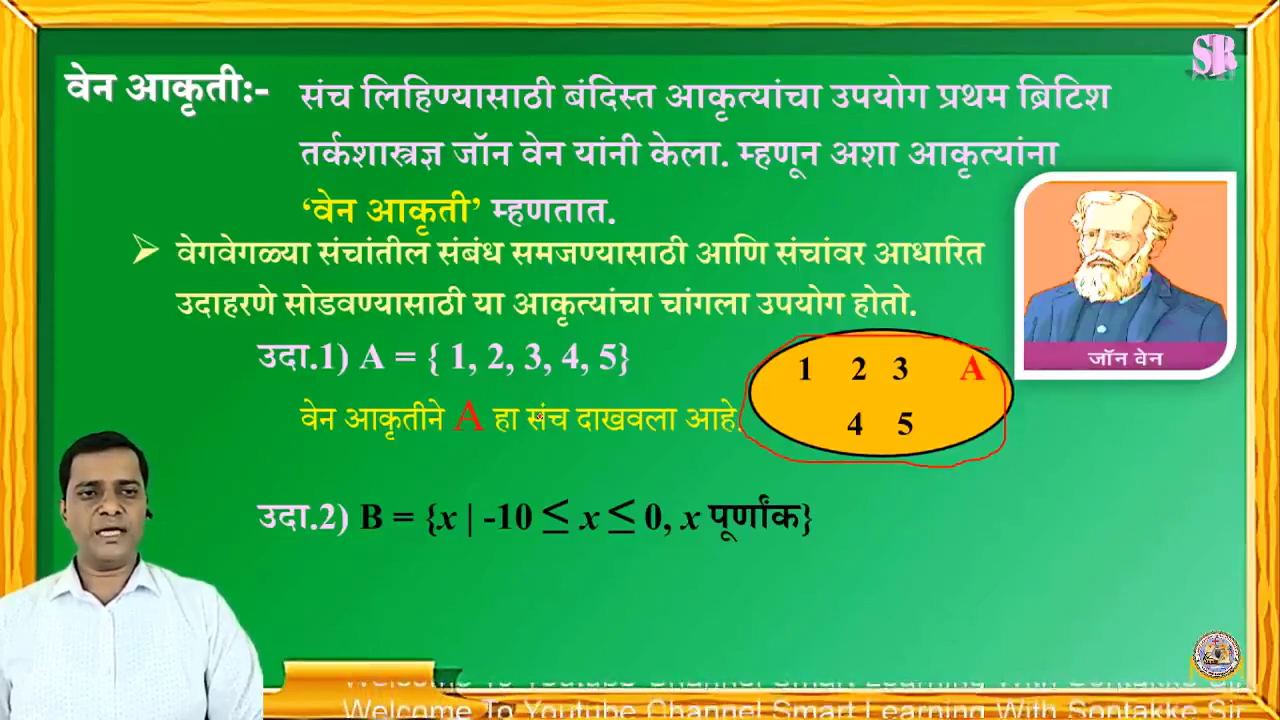 SR
वेन आकृती:- संच लिहिण्यासाठी बंदिस्त आकृत्यांचा उपयोग प्रथम ब्रिटिश
तर्कशास्त्रज्ञ जॉन वेन यांनी केला. म्हणून अशा आकृत्यांना
‘वेन आकृती’ म्हणतात.
वेगवेगळ्या संचांतील संबंध समजण्यासाठी आणि संचांवर आधारित
उदाहरणे सोडवण्यासाठी या आकृत्यांचा चांगला उपयोग होतो.
जॉन वेन
उदा.1) A = { 1, 2, 3, 4, 5}
1 2 3 A
4 5
वेन आकृतीने A हा संच दाखवला आहे.
उदा.2) B = {x | -10 ≤ x ≤ 0, x पूर्णांक}
Welcome To Youtube Channel Smart Learning With Sontakke Sir